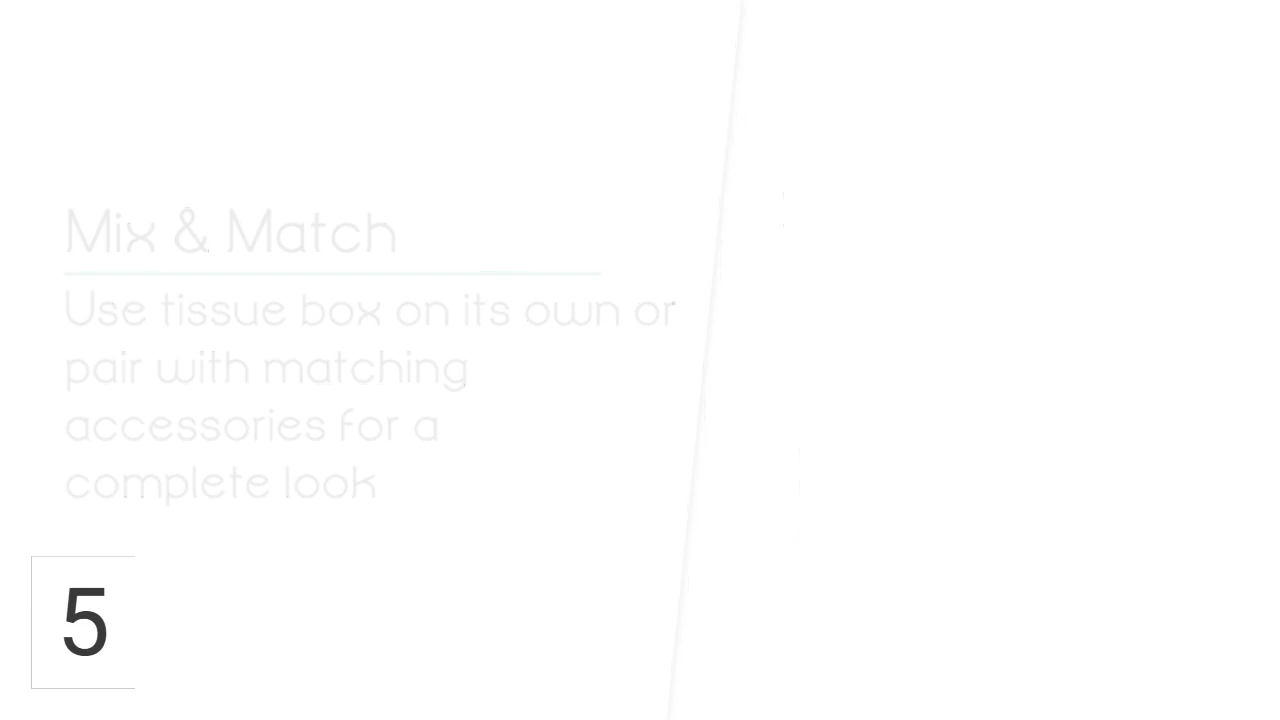 Mix & Match
Use tissue box on its own or
pair with matching
accessories for a
complete look
5